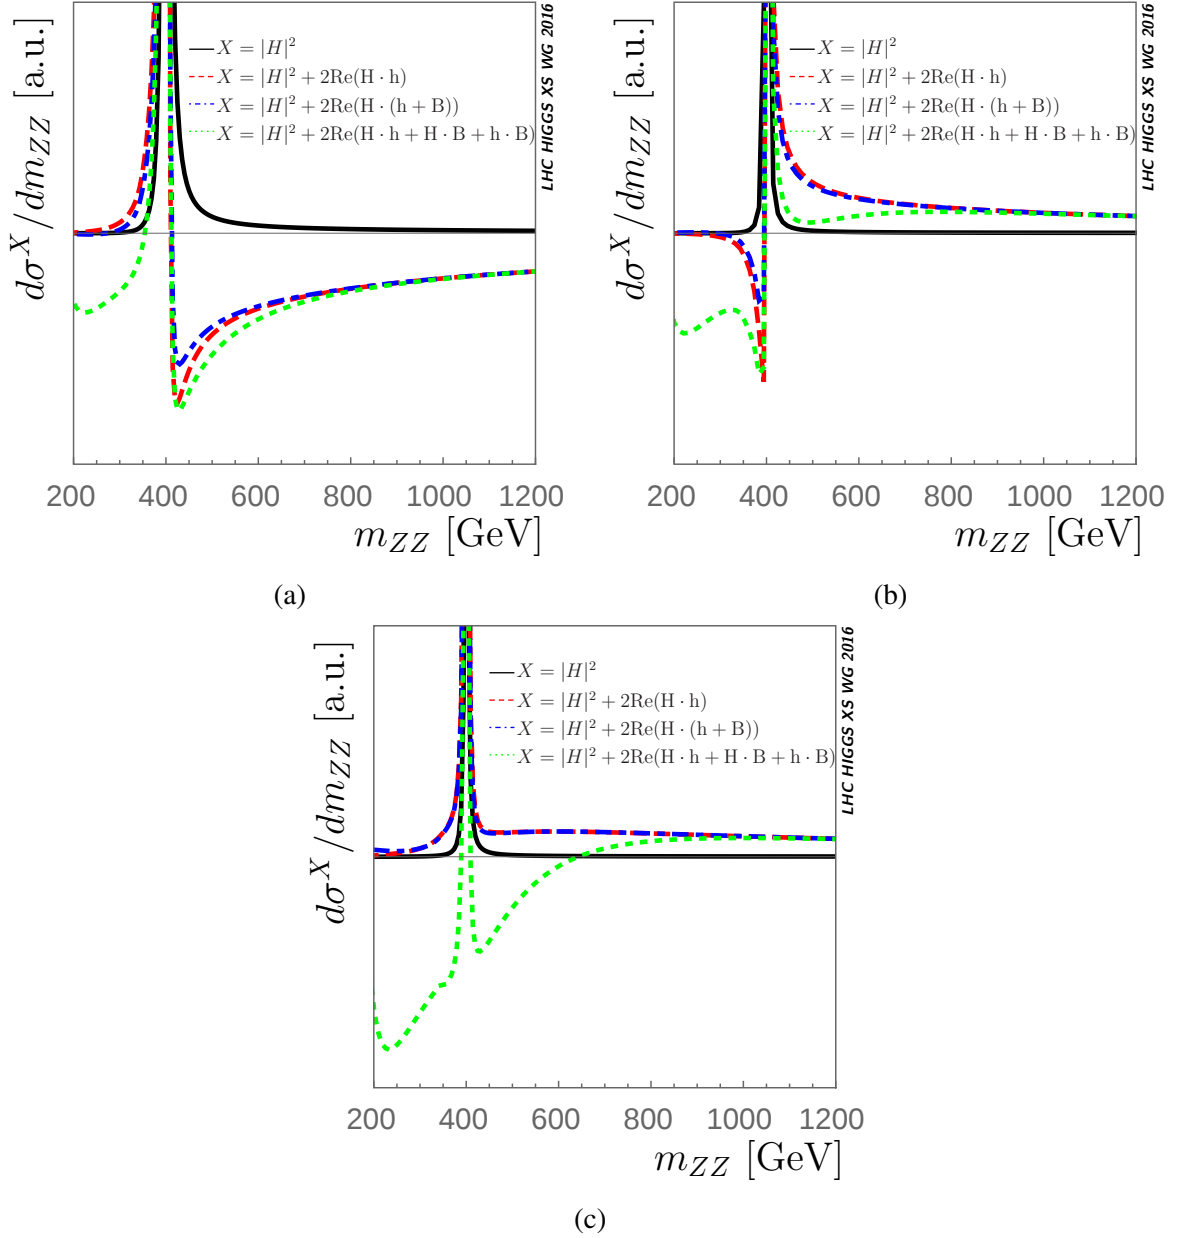 dσ^X/dm_ZZ [a.u.]
X = |H|²
X = |H|² + 2Re(H · h)
X = |H|² + 2Re(H · (h + B))
X = |H|² + 2Re(H · h + H · B + h · B)
LHC HIGGS XS WG 2016
200 400 600 800 1000 1200
m_ZZ [GeV]
(a)
dσ^X/dm_ZZ [a.u.]
X = |H|²
X = |H|² + 2Re(H · h)
X = |H|² + 2Re(H · (h + B))
X = |H|² + 2Re(H · h + H · B + h · B)
LHC HIGGS XS WG 2016
200 400 600 800 1000 1200
m_ZZ [GeV]
(b)
dσ^X/dm_ZZ [a.u.]
X = |H|²
X = |H|² + 2Re(H · h)
X = |H|² + 2Re(H · (h + B))
X = |H|² + 2Re(H · h + H · B + h · B)
LHC HIGGS XS WG 2016
200 400 600 800 1000 1200
m_ZZ [GeV]
(c)